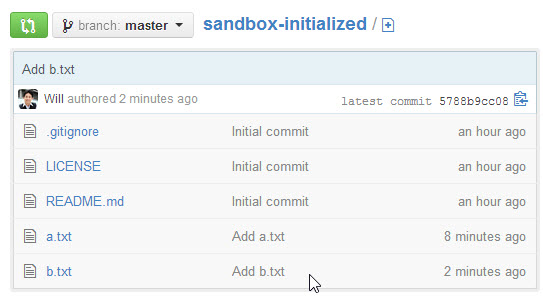 branch: master sandbox-initialized /
Add b.txt
Will authored 2 minutes ago latest commit 5788b9cc08
.gitignore Initial commit an hour ago
LICENSE Initial commit an hour ago
README.md Initial commit an hour ago
a.txt Add a.txt 8 minutes ago
b.txt Add b.txt 2 minutes ago